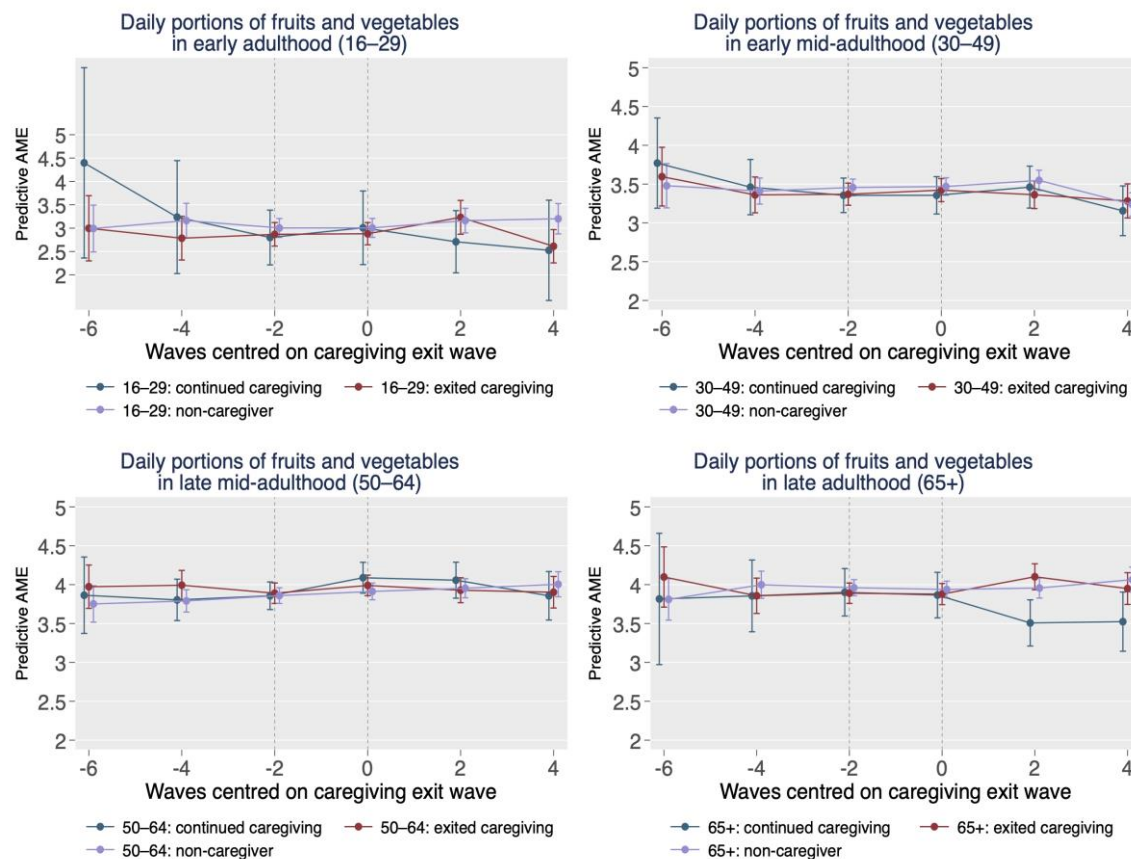 Daily portions of fruits and vegetables
in early adulthood (16–29)
Predictive AME
5
4.5
4
3.5
3
2.5
2
-6 -4 -2 0 2 4
Waves centred on caregiving exit wave
16–29: continued caregiving 16–29: exited caregiving
16–29: non-caregiver
Daily portions of fruits and vegetables
in early mid-adulthood (30–49)
Predictive AME
5
4.5
4
3.5
3
2.5
2
-6 -4 -2 0 2 4
Waves centred on caregiving exit wave
30–49: continued caregiving 30–49: exited caregiving
30–49: non-caregiver
Daily portions of fruits and vegetables
in late mid-adulthood (50–64)
Predictive AME
5
4.5
4
3.5
3
2.5
2
-6 -4 -2 0 2 4
Waves centred on caregiving exit wave
50–64: continued caregiving 50–64: exited caregiving
50–64: non-caregiver
Daily portions of fruits and vegetables
in late adulthood (65+)
Predictive AME
5
4.5
4
3.5
3
2.5
2
-6 -4 -2 0 2 4
Waves centred on caregiving exit wave
65+: continued caregiving 65+: exited caregiving
65+: non-caregiver